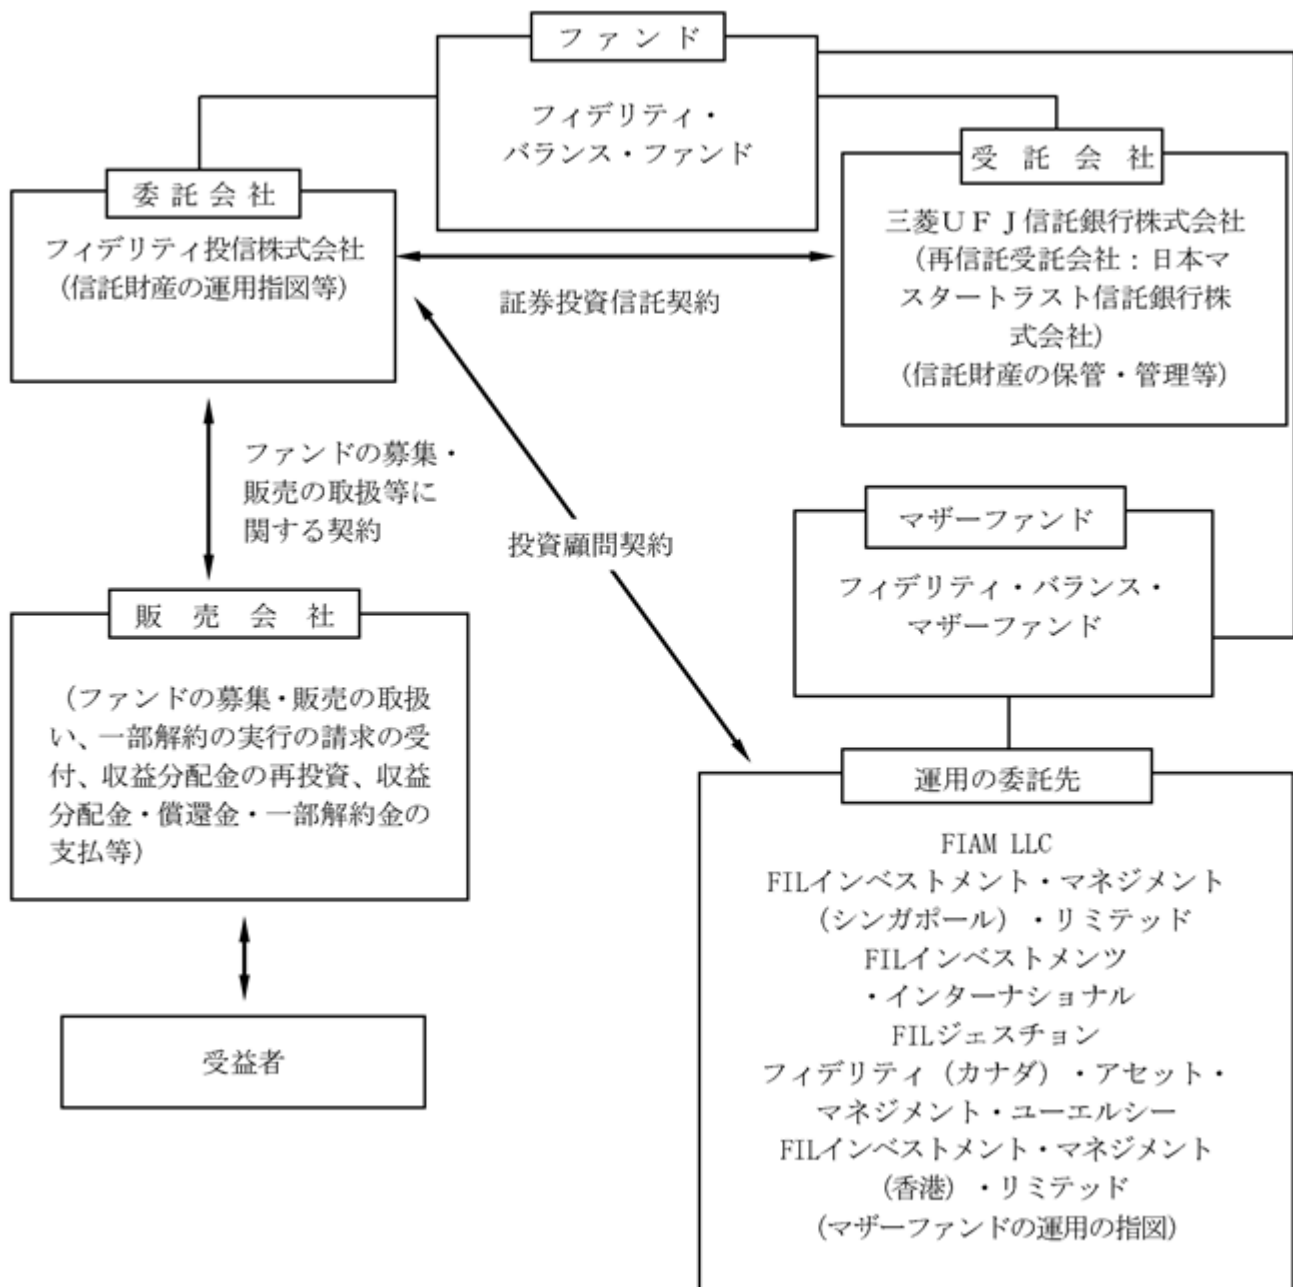 ファンド
フィデリティ・
バランス・ファンド
委託会社
フィデリティ投信株式会社
(信託財産の運用指図等)
証券投資信託契約
受託会社
三菱UFJ信託銀行株式会社
(再信託受託会社:日本マ
スタートラスト信託銀行株
式会社)
(信託財産の保管・管理等)
ファンドの募集・
販売の取扱等に
関する契約
投資顧問契約
マザーファンド
フィデリティ・バランス・
マザーファンド
販売会社
(ファンドの募集・販売の取扱
い、一部解約の実行の請求の受
付、収益分配金の再投資、収益
分配金・償還金・一部解約金の
支払等)
受益者
運用の委託先
FIAM LLC
FILインベストメント・マネジメント
(シンガポール)・リミテッド
FILインベストメンツ
・インターナショナル
FILジェスチョン
フィデリティ(カナダ)・アセット・
マネジメント・ユーエルシー
FILインベストメント・マネジメント
(香港)・リミテッド
(マザーファンドの運用の指図)